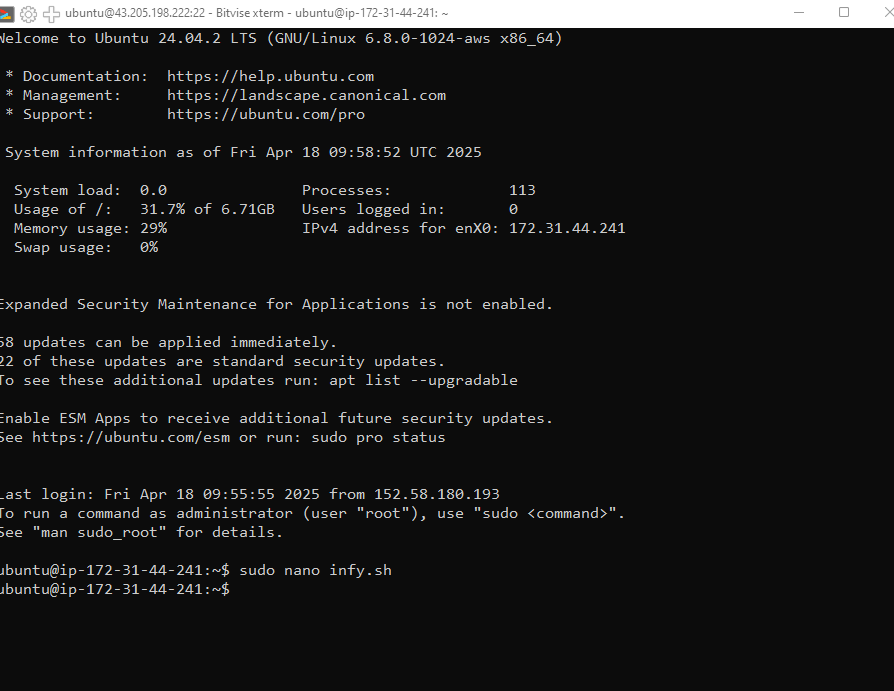 ubuntu@43.205.198.222:22 - Bitvise xterm - ubuntu@ip-172-31-44-241: ~
Welcome to Ubuntu 24.04.2 LTS (GNU/Linux 6.8.0-1024-aws x86_64)
* Documentation: https://help.ubuntu.com
* Management: https://landscape.canonical.com
* Support: https://ubuntu.com/pro
System information as of Fri Apr 18 09:58:52 UTC 2025
System load: 0.0 Processes: 113
Usage of /: 31.7% of 6.71GB Users logged in: 0
Memory usage: 29% IPv4 address for enX0: 172.31.44.241
Swap usage: 0%
Expanded Security Maintenance for Applications is not enabled.
58 updates can be applied immediately.
22 of these updates are standard security updates.
To see these additional updates run: apt list --upgradable
Enable ESM Apps to receive additional future security updates.
See https://ubuntu.com/esm or run: sudo pro status
Last login: Fri Apr 18 09:55:55 2025 from 152.58.180.193
To run a command as administrator (user "root"), use "sudo <command>".
See "man sudo_root" for details.
ubuntu@ip-172-31-44-241:~$ sudo nano infy.sh
ubuntu@ip-172-31-44-241:~$